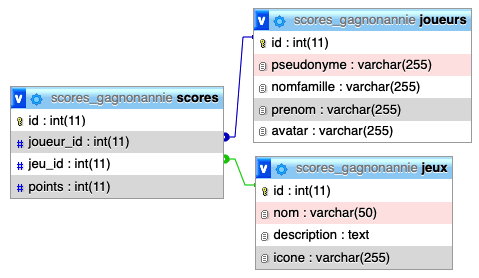 v scores_gagnonannie joueurs
id : int(11)
pseudonyme : varchar(255)
nomfamille : varchar(255)
prenom : varchar(255)
avatar : varchar(255)
v scores_gagnonannie scores
id : int(11)
# joueur_id : int(11)
# jeu_id : int(11)
# points : int(11)
v scores_gagnonannie jeux
id : int(11)
nom : varchar(50)
description : text
icone : varchar(255)